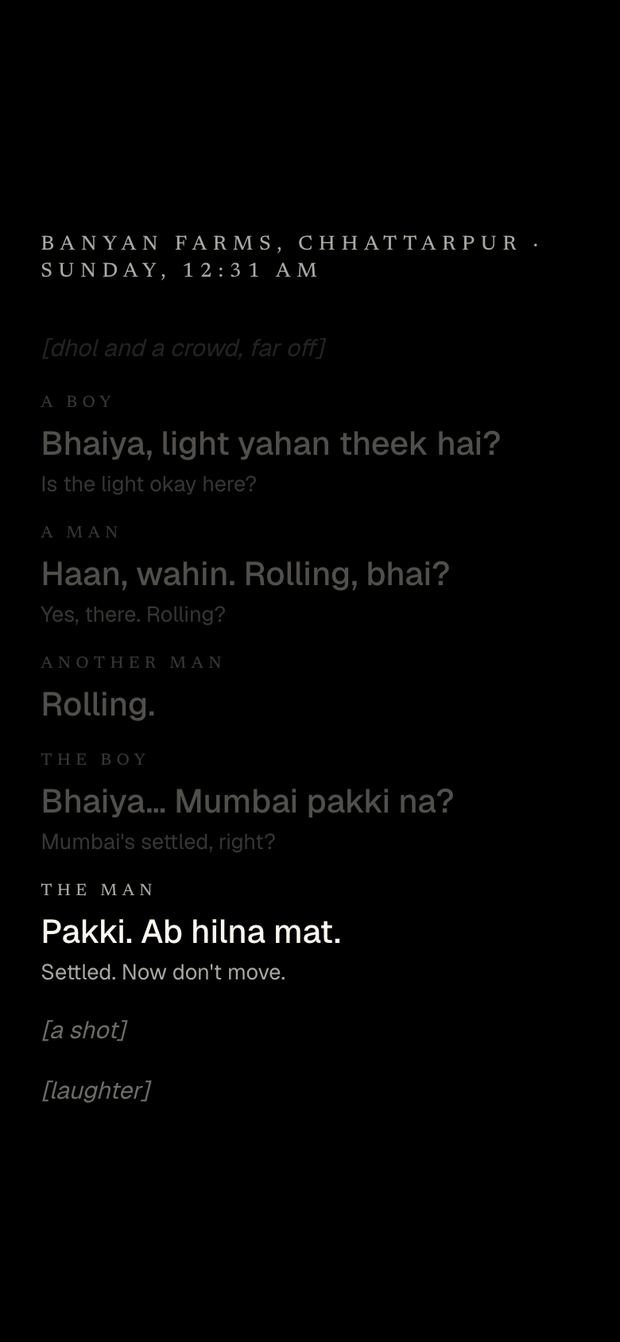 BANYAN FARMS, CHHATTARPUR ·
SUNDAY, 12:31 AM
[dhol and a crowd, far off]
A BOY
Bhaiya, light yahan theek hai?
Is the light okay here?
A MAN
Haan, wahin. Rolling, bhai?
Yes, there. Rolling?
ANOTHER MAN
Rolling.
THE BOY
Bhaiya... Mumbai pakki na?
Mumbai's settled, right?
THE MAN
Pakki. Ab hilna mat.
Settled. Now don't move.
[a shot]
[laughter]